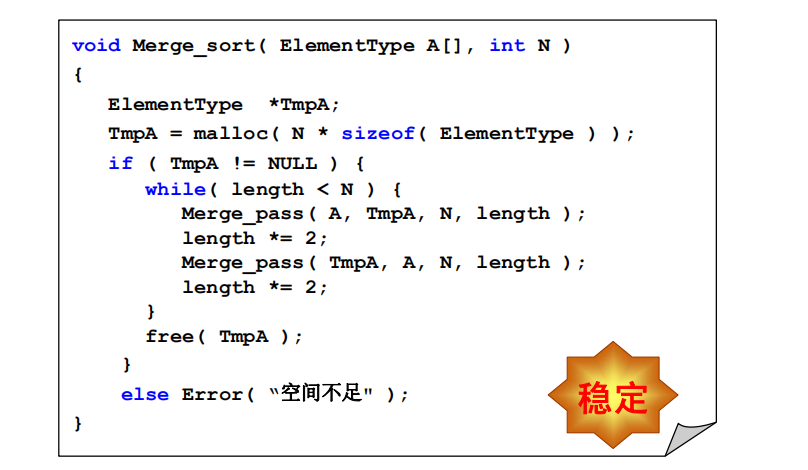 void Merge_sort( ElementType A[], int N )
{
ElementType *TmpA;
TmpA = malloc( N * sizeof( ElementType ) );
if ( TmpA != NULL ) {
while( length < N ) {
Merge_pass( A, TmpA, N, length );
length *= 2;
Merge_pass( TmpA, A, N, length );
length *= 2;
}
free( TmpA );
}
else Error( “空间不足" );
}
稳定